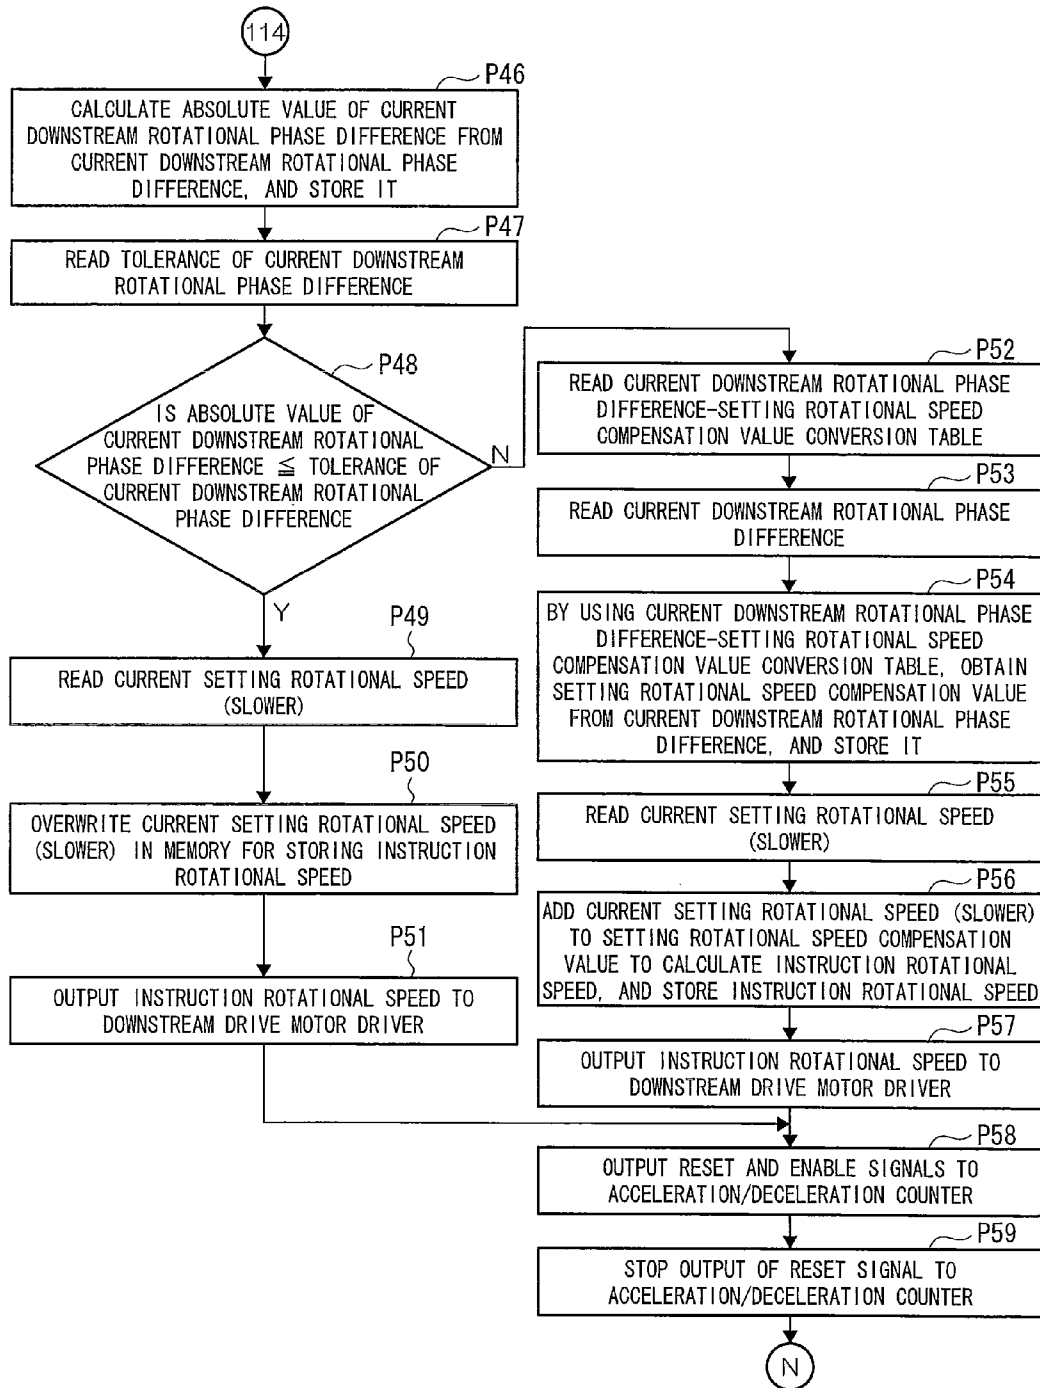 114
P46
CALCULATE ABSOLUTE VALUE OF CURRENT
DOWNSTREAM ROTATIONAL PHASE DIFFERENCE FROM
CURRENT DOWNSTREAM ROTATIONAL PHASE
DIFFERENCE, AND STORE IT
P47
READ TOLERANCE OF CURRENT DOWNSTREAM
ROTATIONAL PHASE DIFFERENCE
P48
IS ABSOLUTE VALUE OF
CURRENT DOWNSTREAM ROTATIONAL
PHASE DIFFERENCE ≦ TOLERANCE OF
CURRENT DOWNSTREAM ROTATIONAL
PHASE DIFFERENCE
N
Y
P49
READ CURRENT SETTING ROTATIONAL SPEED
(SLOWER)
P50
OVERWRITE CURRENT SETTING ROTATIONAL SPEED
(SLOWER) IN MEMORY FOR STORING INSTRUCTION
ROTATIONAL SPEED
P51
OUTPUT INSTRUCTION ROTATIONAL SPEED TO
DOWNSTREAM DRIVE MOTOR DRIVER
P52
READ CURRENT DOWNSTREAM ROTATIONAL PHASE
DIFFERENCE-SETTING ROTATIONAL SPEED
COMPENSATION VALUE CONVERSION TABLE
P53
READ CURRENT DOWNSTREAM ROTATIONAL PHASE
DIFFERENCE
P54
BY USING CURRENT DOWNSTREAM ROTATIONAL PHASE
DIFFERENCE-SETTING ROTATIONAL SPEED
COMPENSATION VALUE CONVERSION TABLE, OBTAIN
SETTING ROTATIONAL SPEED COMPENSATION VALUE
FROM CURRENT DOWNSTREAM ROTATIONAL PHASE
DIFFERENCE, AND STORE IT
P55
READ CURRENT SETTING ROTATIONAL SPEED
(SLOWER)
P56
ADD CURRENT SETTING ROTATIONAL SPEED (SLOWER)
TO SETTING ROTATIONAL SPEED COMPENSATION
VALUE TO CALCULATE INSTRUCTION ROTATIONAL
SPEED, AND STORE INSTRUCTION ROTATIONAL SPEED
P57
OUTPUT INSTRUCTION ROTATIONAL SPEED TO
DOWNSTREAM DRIVE MOTOR DRIVER
P58
OUTPUT RESET AND ENABLE SIGNALS TO
ACCELERATION/DECELERATION COUNTER
P59
STOP OUTPUT OF RESET SIGNAL TO
ACCELERATION/DECELERATION COUNTER
N